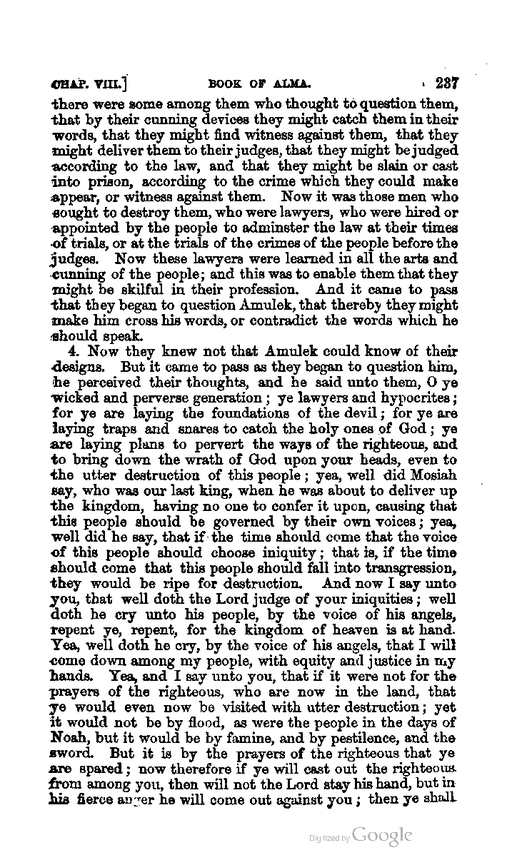 CHAP. VIII.] BOOK OF ALMA. 237
there were some among them who thought to question them,
that by their cunning devices they might catch them in their
words, that they might find witness against them, that they
might deliver them to their judges, that they might be judged
according to the law, and that they might be slain or cast
into prison, according to the crime which they could make
appear, or witness against them. Now it was those men who
sought to destroy them, who were lawyers, who were hired or
appointed by the people to adminster the law at their times
of trials, or at the trials of the crimes of the people before the
judges. Now these lawyers were learned in all the arts and
cunning of the people; and this was to enable them that they
might be skilful in their profession. And it came to pass
that they began to question Amulek, that thereby they might
make him cross his words, or contradict the words which he
should speak.
4. Now they knew not that Amulek could know of their
designs. But it came to pass as they began to question him,
he perceived their thoughts, and he said unto them, O ye
wicked and perverse generation; ye lawyers and hypocrites;
for ye are laying the foundations of the devil; for ye are
laying traps and snares to catch the holy ones of God; ye
are laying plans to pervert the ways of the righteous, and
to bring down the wrath of God upon your heads, even to
the utter destruction of this people; yea, well did Mosiah
say, who was our last king, when he was about to deliver up
the kingdom, having no one to confer it upon, causing that
this people should be governed by their own voices; yea,
well did he say, that if the time should come that the voice
of this people should choose iniquity; that is, if the time
should come that this people should fall into transgression,
they would be ripe for destruction. And now I say unto
you, that well doth the Lord judge of your iniquities; well
doth he cry unto his people, by the voice of his angels,
repent ye, repent, for the kingdom of heaven is at hand.
Yea, well doth he cry, by the voice of his angels, that I will
come down among my people, with equity and justice in my
hands. Yea, and I say unto you, that if it were not for the
prayers of the righteous, who are now in the land, that
ye would even now be visited with utter destruction; yet
it would not be by flood, as were the people in the days of
Noah, but it would be by famine, and by pestilence, and the
sword. But it is by the prayers of the righteous that ye
are spared; now therefore if ye will cast out the righteous
from among you, then will not the Lord stay his hand, but in
his fierce anger he will come out against you; then ye shall
Digitized by Google